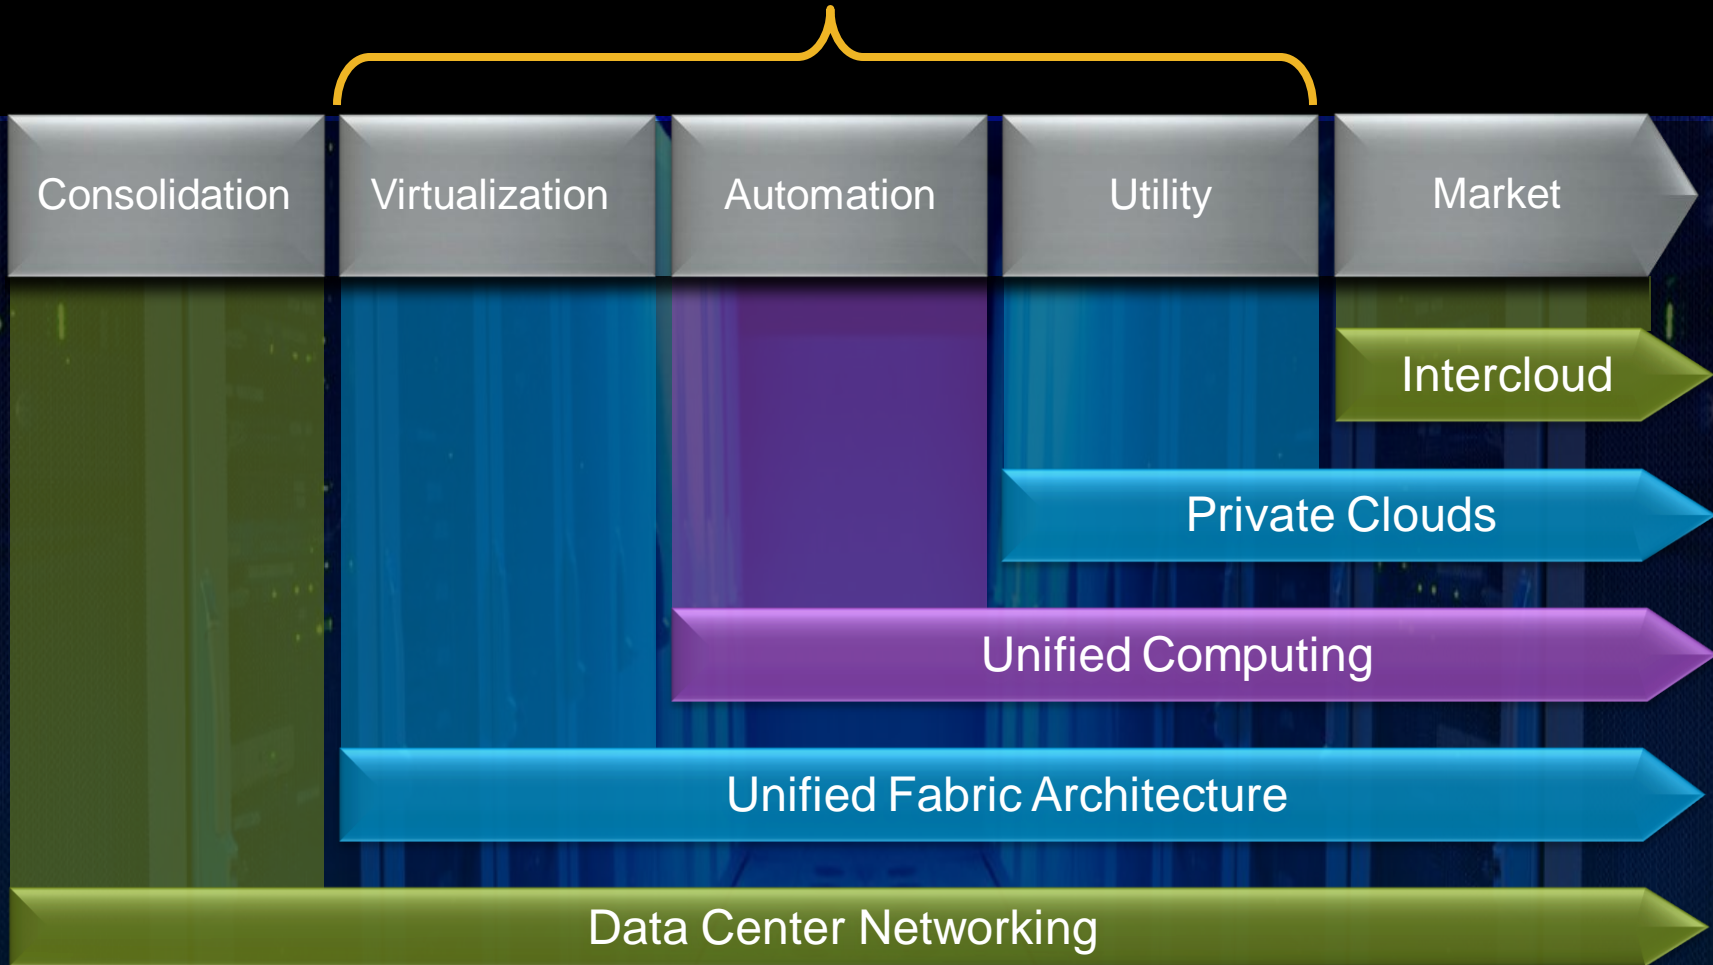 Consolidation
Virtualization
Automation
Utility
Market
Intercloud
Private Clouds
Unified Computing
Unified Fabric Architecture
Data Center Networking